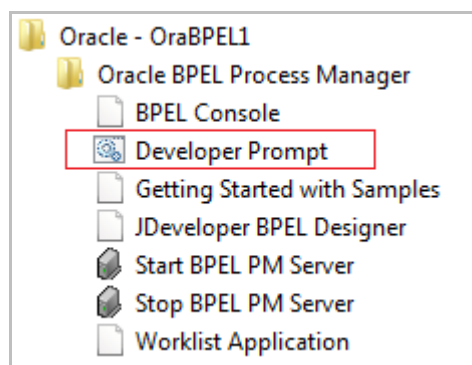 Oracle - OraBPEL1
Oracle BPEL Process Manager
BPEL Console
Developer Prompt
Getting Started with Samples
JDeveloper BPEL Designer
Start BPEL PM Server
Stop BPEL PM Server
Worklist Application